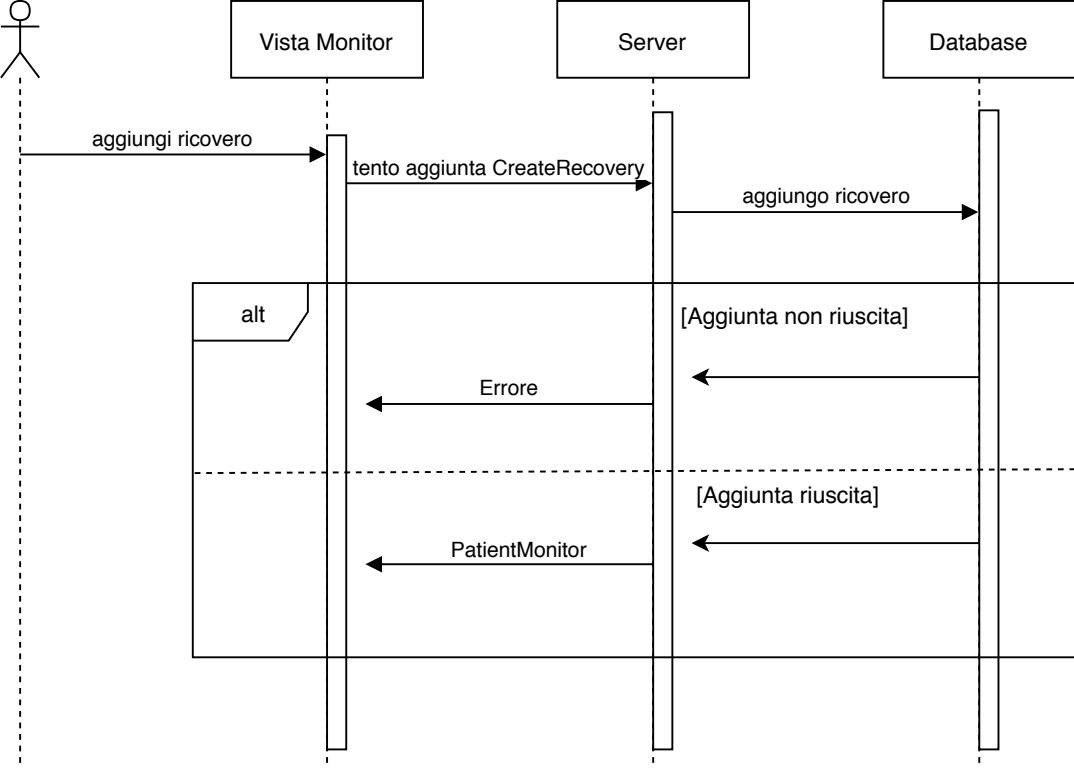 Vista Monitor
Server
Database
aggiungi ricovero
tento aggiunta CreateRecovery
aggiungo ricovero
alt
[Aggiunta non riuscita]
Errore
[Aggiunta riuscita]
PatientMonitor